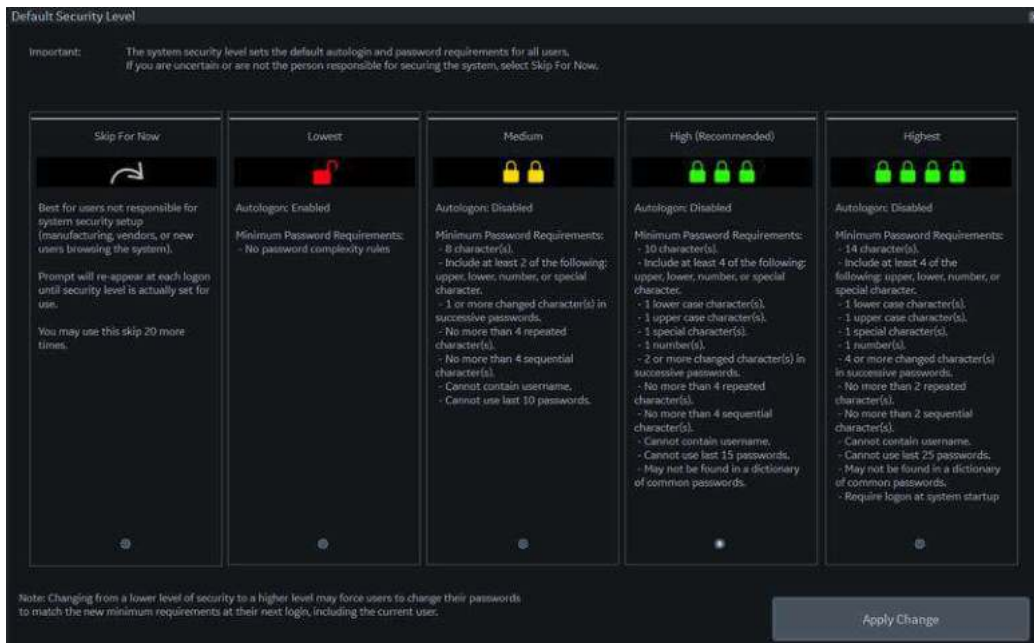 Default Security Level
Important: The system security level sets the default autologin and password requirements for all users.
If you are uncertain or are not the person responsible for securing the system, select Skip For Now.
Skip For Now
Best for users not responsible for
system security setup
(manufacturing, vendors, or new
users browsing the system).
Prompt will re-appear at each logon
until security level is actually set for
use.
You may use this skip 20 more
times.
Lowest
Autologon: Enabled
Minimum Password Requirements:
- No password complexity rules
Medium
Autologon: Disabled
Minimum Password Requirements:
- 8 character(s).
- Include at least 2 of the following:
upper, lower, number, or special
character.
- 1 or more changed character(s) in
successive passwords.
- No more than 4 repeated
character(s).
- No more than 4 sequential
character(s).
- Cannot contain username.
- Cannot use last 10 passwords.
High (Recommended)
Autologon: Disabled
Minimum Password Requirements:
- 10 character(s).
- Include at least 4 of the following:
upper, lower, number, or special
character.
- 1 lower case character(s).
- 1 upper case character(s).
- 1 special character(s).
- 1 number(s).
- 2 or more changed character(s) in
successive passwords.
- No more than 4 repeated
character(s).
- No more than 4 sequential
character(s).
- Cannot contain username.
- Cannot use last 15 passwords.
- May not be found in a dictionary
of common passwords.
Highest
Autologon: Disabled
Minimum Password Requirements:
- 14 character(s).
- Include at least 4 of the
following: upper, lower, number, or
special character.
- 1 lower case character(s).
- 1 upper case character(s).
- 1 special character(s).
- 1 number(s).
- 4 or more changed character(s)
in successive passwords.
- No more than 2 repeated
character(s).
- No more than 2 sequential
character(s).
- Cannot contain username.
- Cannot use last 25 passwords.
- May not be found in a dictionary
of common passwords.
- Require logon at system startup
Note: Changing from a lower level of security to a higher level may force users to change their passwords
to match the new minimum requirements at their next login, including the current user.
Apply Change